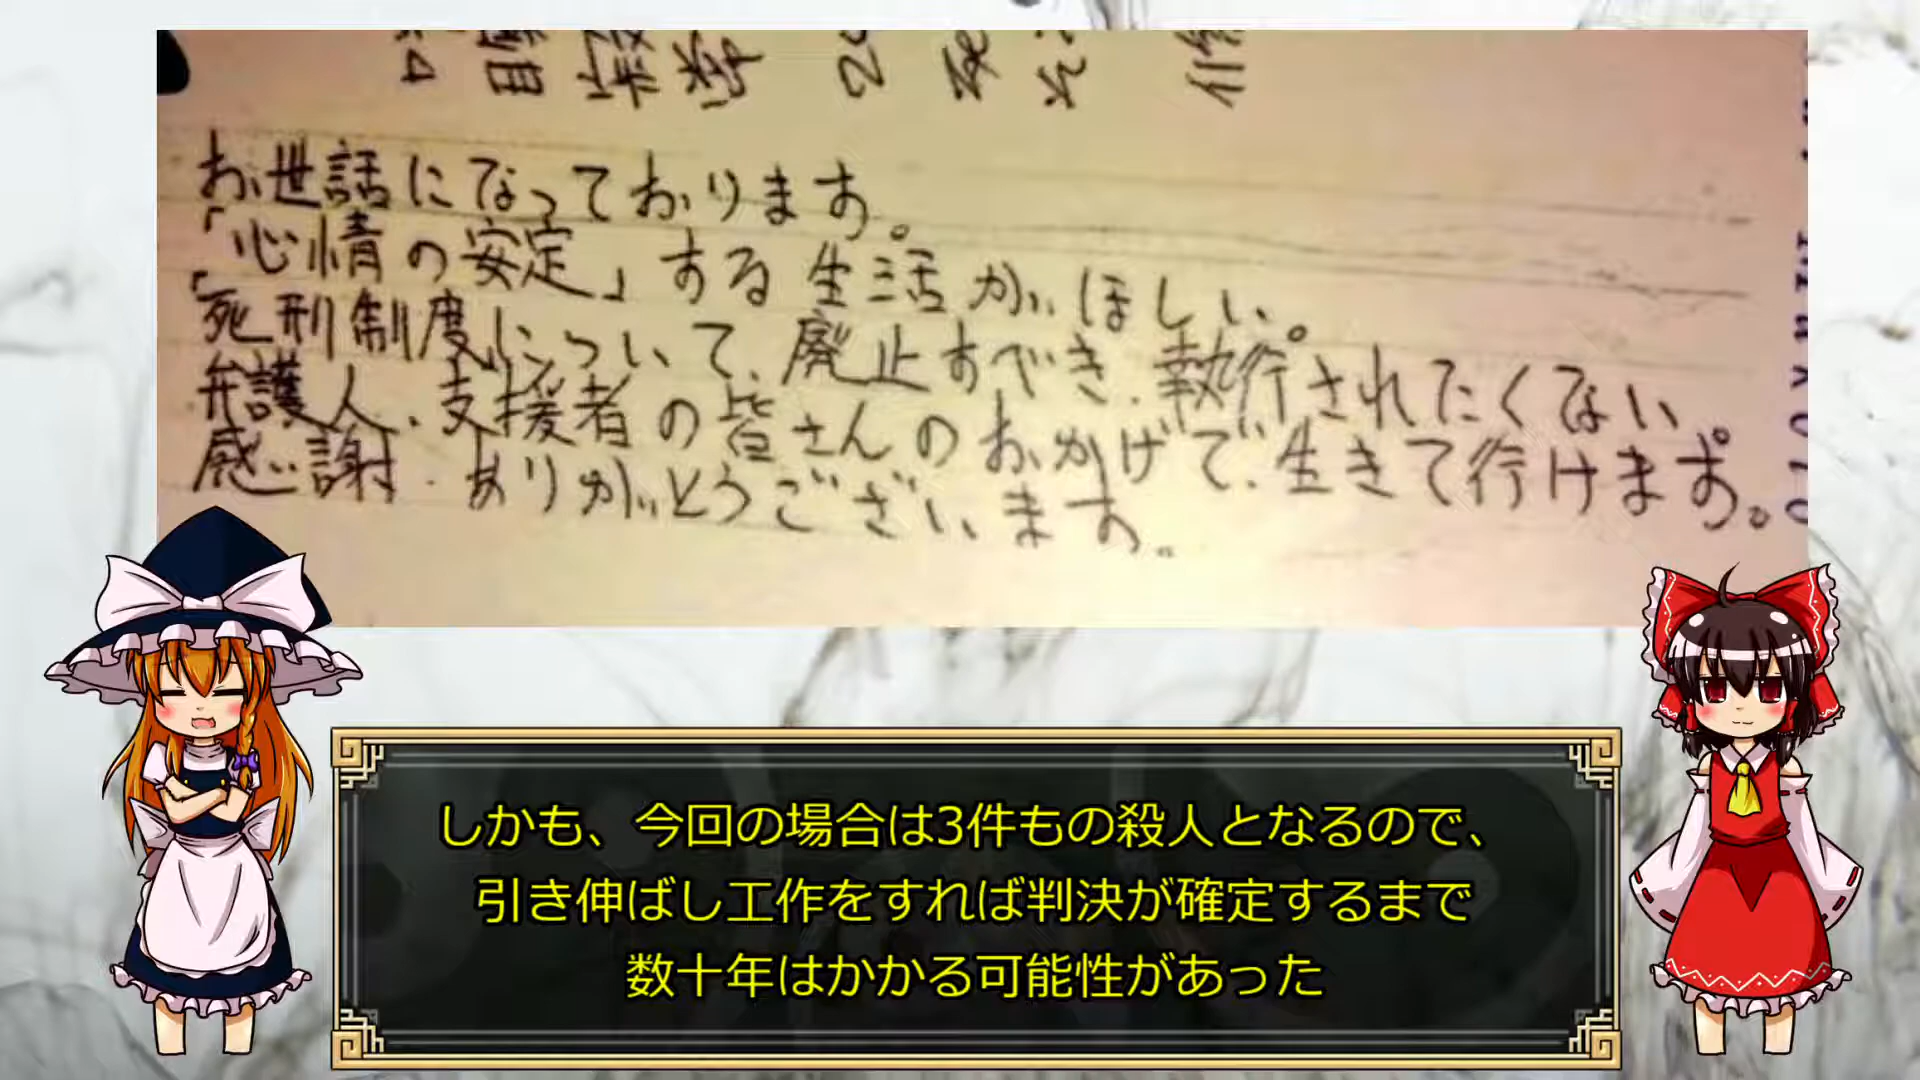 お世話になっております。
「心情の安定」する生活がほしい。
「死刑制度について、廃止すべき、執行されたくない。
弁護人、支援者の皆さんのおかげで、生きて行けます。
感謝、ありがとうございます。
しかも、今回の場合は3件もの殺人となるので、
引き伸ばし工作をすれば判決が確定するまで
数十年はかかる可能性があった